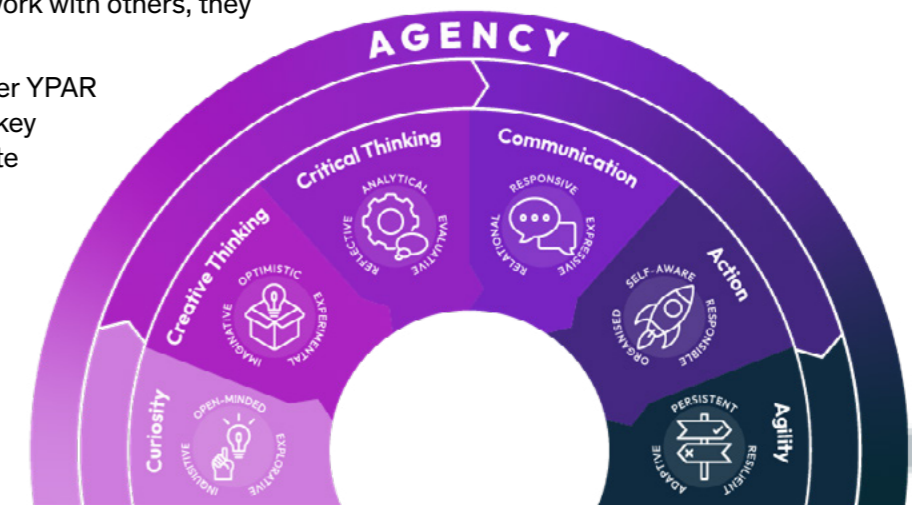 work with others, they
er YPAR
key
te
AGENCY
Curiosity
OPEN-MINDED
INQUISITIVE
EXPLORATIVE
Creative Thinking
OPTIMISTIC
IMAGINATIVE
EXPERIMENTAL
Critical Thinking
ANALYTICAL
REFLECTIVE
EVALUATIVE
Communication
RESPONSIVE
RELATIONAL
EXPRESSIVE
Action
SELF-AWARE
ORGANISED
RESPONSIBLE
Agility
PERSISTENT
ADAPTIVE
RESILIENT